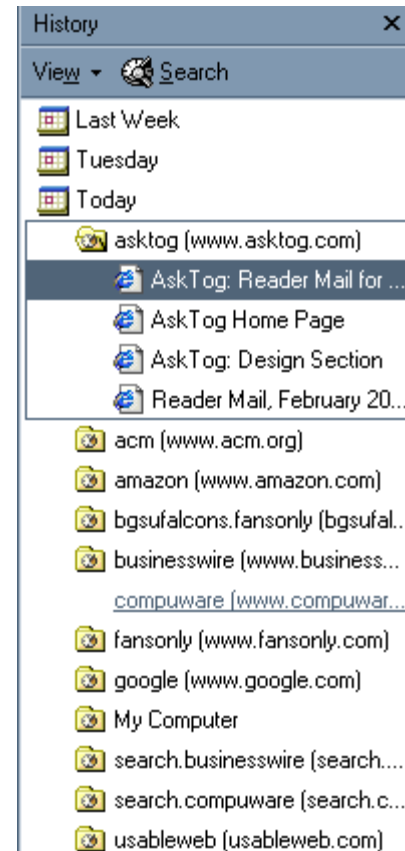 History
View Search
Last Week
Tuesday
Today
asktog (www.asktog.com)
AskTog: Reader Mail for ...
AskTog Home Page
AskTog: Design Section
Reader Mail, February 20...
acm (www.acm.org)
amazon (www.amazon.com)
bgsufalcons.fansonly (bgsufal...
businesswire (www.business...
compuware (www.compuwar...
fansonly (www.fansonly.com)
google (www.google.com)
My Computer
search.businesswire (search....
search.compuware (search.c...
usableweb (usableweb.com)